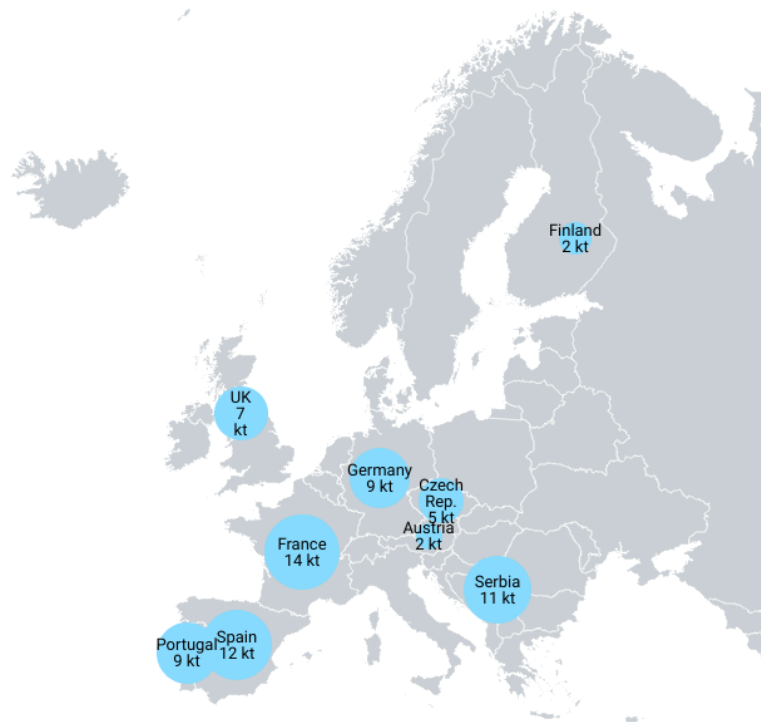 Finland
2 kt
UK
7
kt
Germany
9 kt
Czech
Rep.
5 kt
Austria
2 kt
France
14 kt
Serbia
11 kt
Portugal
9 kt
Spain
12 kt